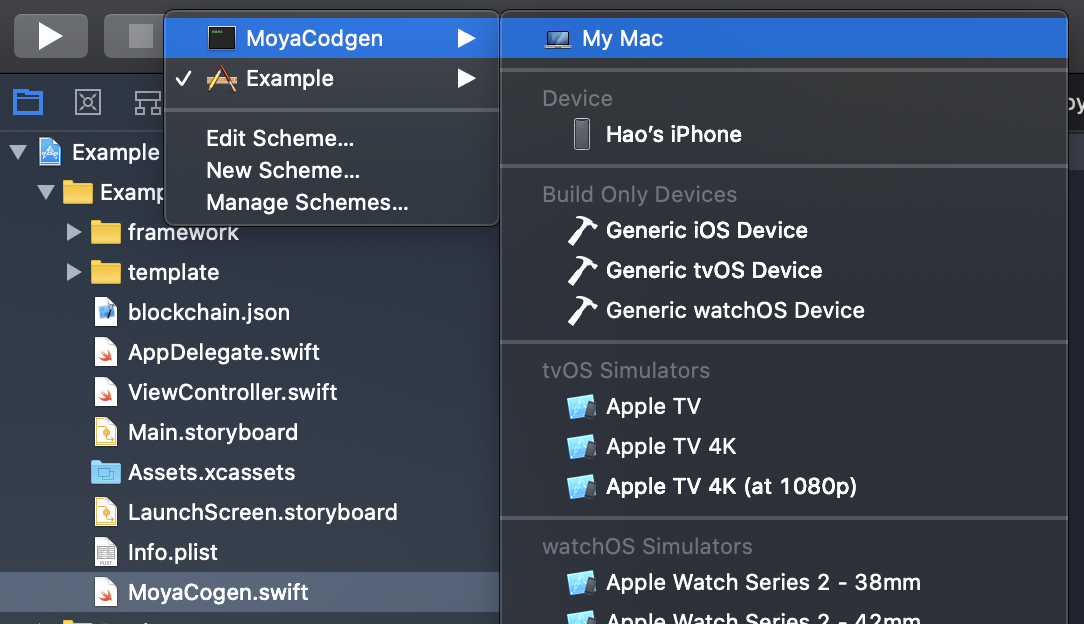 MoyaCodgen
Example
Edit Scheme...
New Scheme...
Manage Schemes...
My Mac
Device
Hao's iPhone
Build Only Devices
Generic iOS Device
Generic tvOS Device
Generic watchOS Device
tvOS Simulators
Apple TV
Apple TV 4K
Apple TV 4K (at 1080p)
watchOS Simulators
Apple Watch Series 2 - 38mm
Apple Watch Series 2 - 42mm
Example
Examp
framework
template
blockchain.json
AppDelegate.swift
ViewController.swift
Main.storyboard
Assets.xcassets
LaunchScreen.storyboard
Info.plist
MoyaCogen.swift